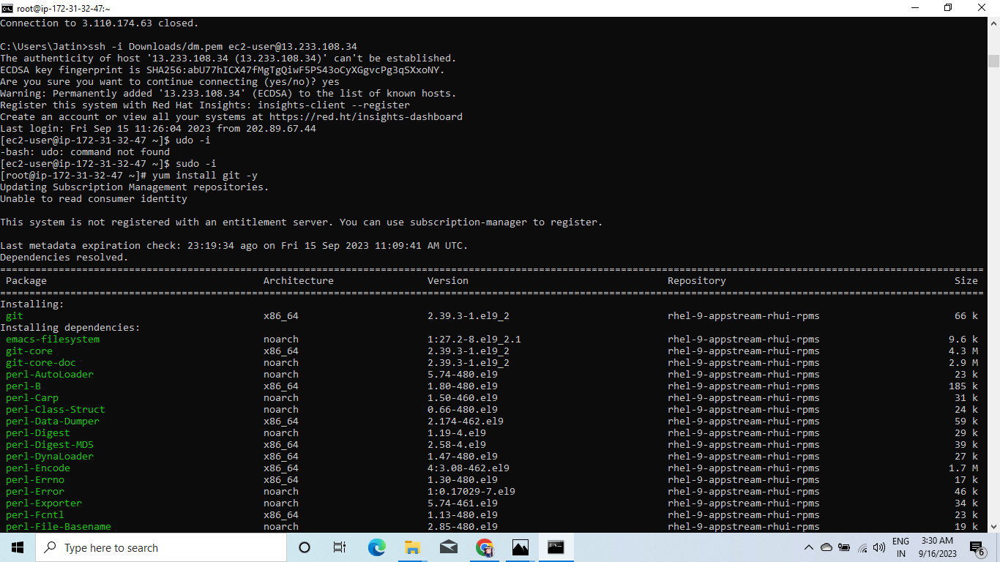 root@ip-172-31-32-47:~
Connection to 3.110.174.63 closed.
C:\Users\Jatin>ssh -i Downloads/dm.pem ec2-user@13.233.108.34
The authenticity of host '13.233.108.34 (13.233.108.34)' can't be established.
ECDSA key fingerprint is SHA256:abU77hICX47fMgTgQiwF5PS43oCyXGgvcPg3qSXxoNY.
Are you sure you want to continue connecting (yes/no)? yes
Warning: Permanently added '13.233.108.34' (ECDSA) to the list of known hosts.
Register this system with Red Hat Insights: insights-client --register
Create an account or view all your systems at https://red.ht/insights-dashboard
Last login: Fri Sep 15 11:26:04 2023 from 202.89.67.44
[ec2-user@ip-172-31-32-47 ~]$ udo -i
-bash: udo: command not found
[ec2-user@ip-172-31-32-47 ~]$ sudo -i
[root@ip-172-31-32-47 ~]# yum install git -y
Updating Subscription Management repositories.
Unable to read consumer identity
This system is not registered with an entitlement server. You can use subscription-manager to register.
Last metadata expiration check: 23:19:34 ago on Fri 15 Sep 2023 11:09:41 AM UTC.
Dependencies resolved.
Package Architecture Version Repository Size
Installing:
git x86_64 2.39.3-1.el9_2 rhel-9-appstream-rhui-rpms 66 k
Installing dependencies:
emacs-filesystem noarch 1:27.2-8.el9_2.1 rhel-9-appstream-rhui-rpms 9.6 k
git-core x86_64 2.39.3-1.el9_2 rhel-9-appstream-rhui-rpms 4.3 M
git-core-doc noarch 2.39.3-1.el9_2 rhel-9-appstream-rhui-rpms 2.9 M
perl-AutoLoader noarch 5.74-480.el9 rhel-9-appstream-rhui-rpms 23 k
perl-B x86_64 1.80-480.el9 rhel-9-appstream-rhui-rpms 185 k
perl-Carp noarch 1.50-460.el9 rhel-9-appstream-rhui-rpms 31 k
perl-Class-Struct noarch 0.66-480.el9 rhel-9-appstream-rhui-rpms 24 k
perl-Data-Dumper x86_64 2.174-462.el9 rhel-9-appstream-rhui-rpms 59 k
perl-Digest noarch 1.19-4.el9 rhel-9-appstream-rhui-rpms 29 k
perl-Digest-MD5 x86_64 2.58-4.el9 rhel-9-appstream-rhui-rpms 39 k
perl-DynaLoader x86_64 1.47-480.el9 rhel-9-appstream-rhui-rpms 27 k
perl-Encode x86_64 4:3.08-462.el9 rhel-9-appstream-rhui-rpms 1.7 M
perl-Errno x86_64 1.30-480.el9 rhel-9-appstream-rhui-rpms 17 k
perl-Error noarch 1:0.17029-7.el9 rhel-9-appstream-rhui-rpms 46 k
perl-Exporter noarch 5.74-461.el9 rhel-9-appstream-rhui-rpms 34 k
perl-Fcntl x86_64 1.13-480.el9 rhel-9-appstream-rhui-rpms 23 k
perl-File-Basename noarch 2.85-480.el9 rhel-9-appstream-rhui-rpms 19 k
Type here to search
ENG
IN
3:30 AM
9/16/2023
6